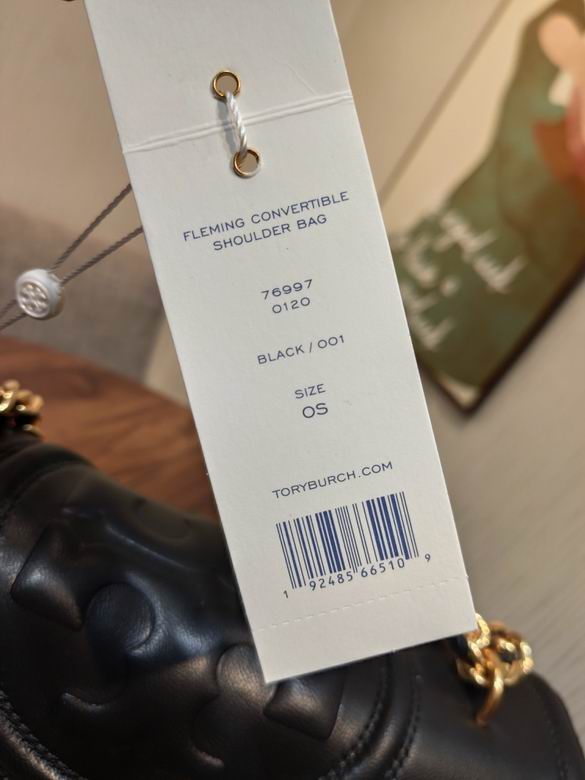 FLEMING CONVERTIBLE
SHOULDER BAG
76997
0120
BLACK / 001
SIZE
OS
TORYBURCH.COM
1 92485 66510 9